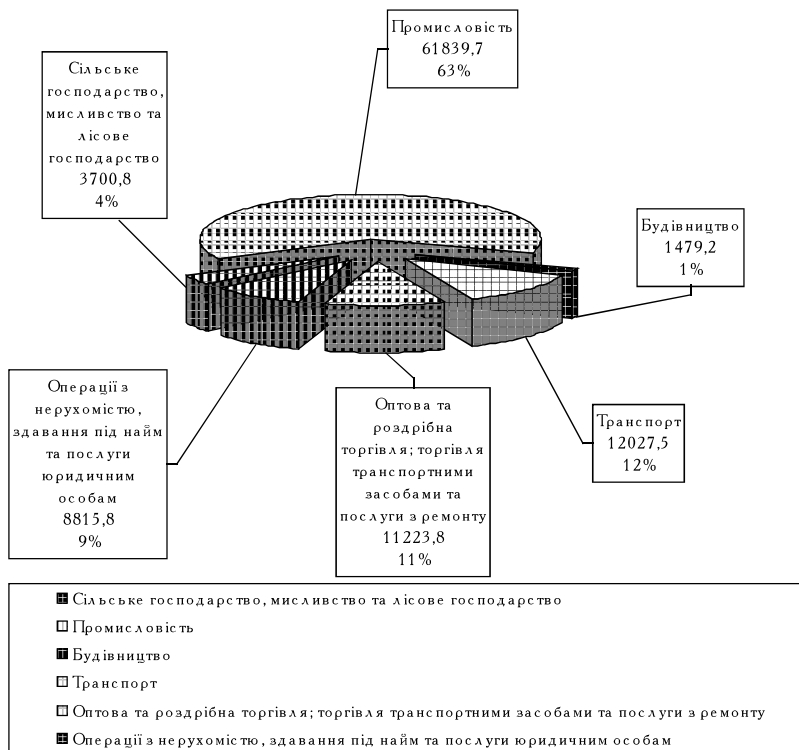 Промисловість
61839,7
63%
Сільське
господарство,
мисливство та
лісове
господарство
3700,8
4%
Будівництво
1479,2
1%
Операції з
нерухомістю,
здавання під найм
та послуги
юридичним
особам
8815,8
9%
Оптова та
роздрібна
торгівля; торгівля
транспортними
засобами та
послуги з ремонту
11223,8
11%
Транспорт
12027,5
12%
Сільське господарство, мисливство та лісове господарство
Промисловість
Будівництво
Транспорт
Оптова та роздрібна торгівля; торгівля транспортними засобами та послуги з ремонту
Операції з нерухомістю, здавання під найм та послуги юридичним особам